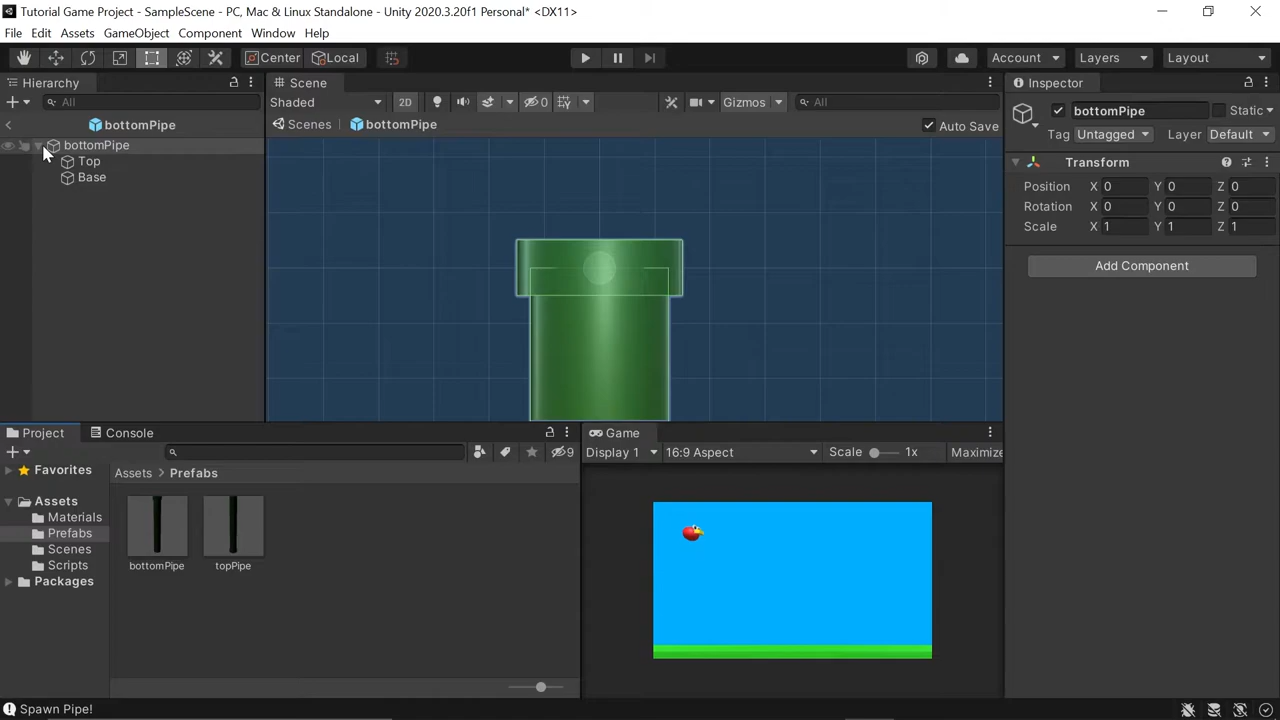 Tutorial Game Project - SampleScene - PC, Mac & Linux Standalone - Unity 2020.3.20f1 Personal* <DX11>
File Edit Assets GameObject Component Window Help
Center Local Account Layers Layout
Hierarchy
All
bottomPipe
bottomPipe
Top
Base
Scene
Shaded 2D 0 Gizmos All
Scenes bottomPipe Auto Save
Inspector
bottomPipe Static
Tag Untagged Layer Default
Transform
Position X 0 Y 0 Z 0
Rotation X 0 Y 0 Z 0
Scale X 1 Y 1 Z 1
Add Component
Project Console
9
Favorites
Assets
Materials
Prefabs
Scenes
Scripts
Packages
Assets Prefabs
bottomPipe topPipe
Game
Display 1 16:9 Aspect Scale 1x Maximize
Spawn Pipe!